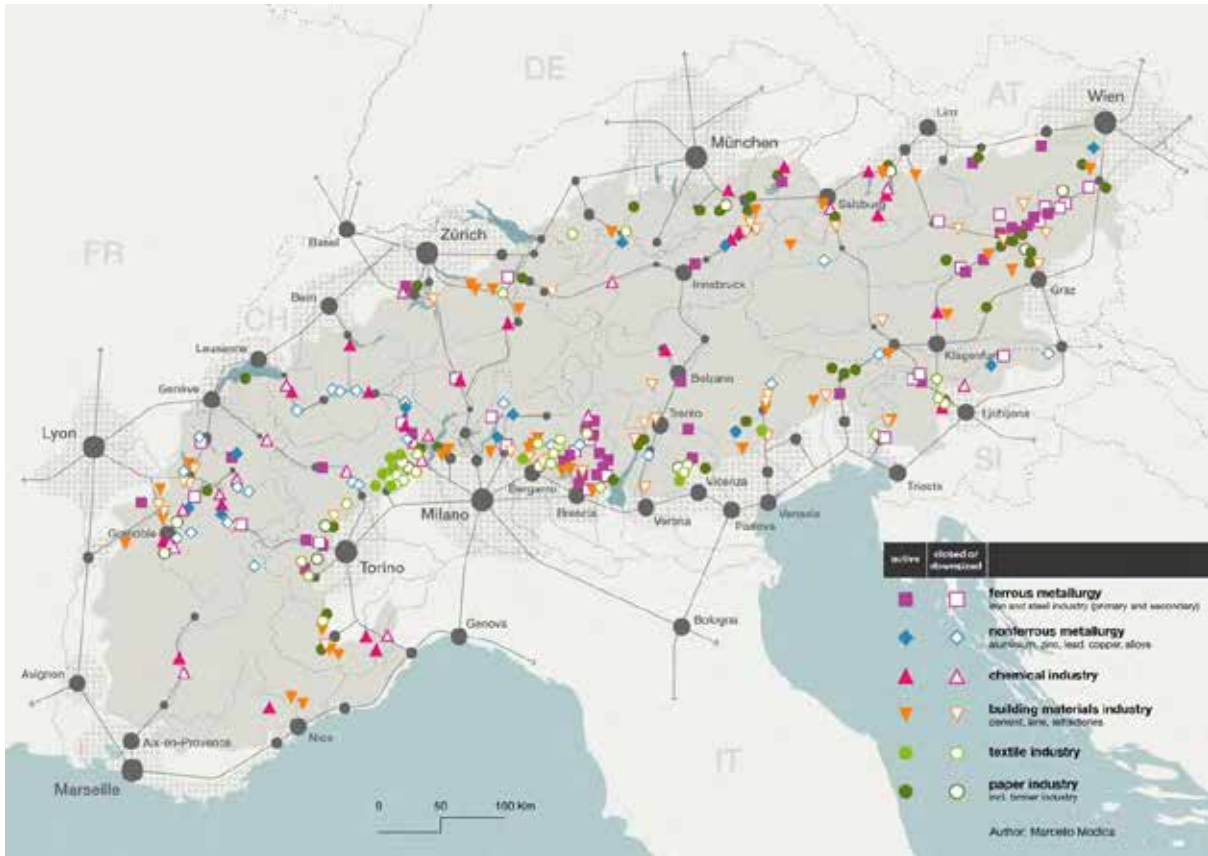 DE
AT
Wien
Linz
München
Salzburg
Zürich
Basel
FR
Innsbruck
Graz
Bern
CH
Lausanne
Klagenfurt
Bolzano
Genève
Trento
Ljubljana
Lyon
SI
Bergamo
Vicenza
Trieste
Milano
Brescia
Verona
Padova
Venezia
Grenoble
Torino
Bologna
Genova
Avignon
Nice
Aix-en-Provence
Marseille
IT
0 50 100 Km
active closed or downsized
ferrous metallurgy
iron and steel industry (primary and secondary)
nonferrous metallurgy
aluminium, zinc, lead, copper, alloys
chemical industry
building materials industry
cement, lime, refractories
textile industry
paper industry
incl. timber industry
Author: Marcello Modica